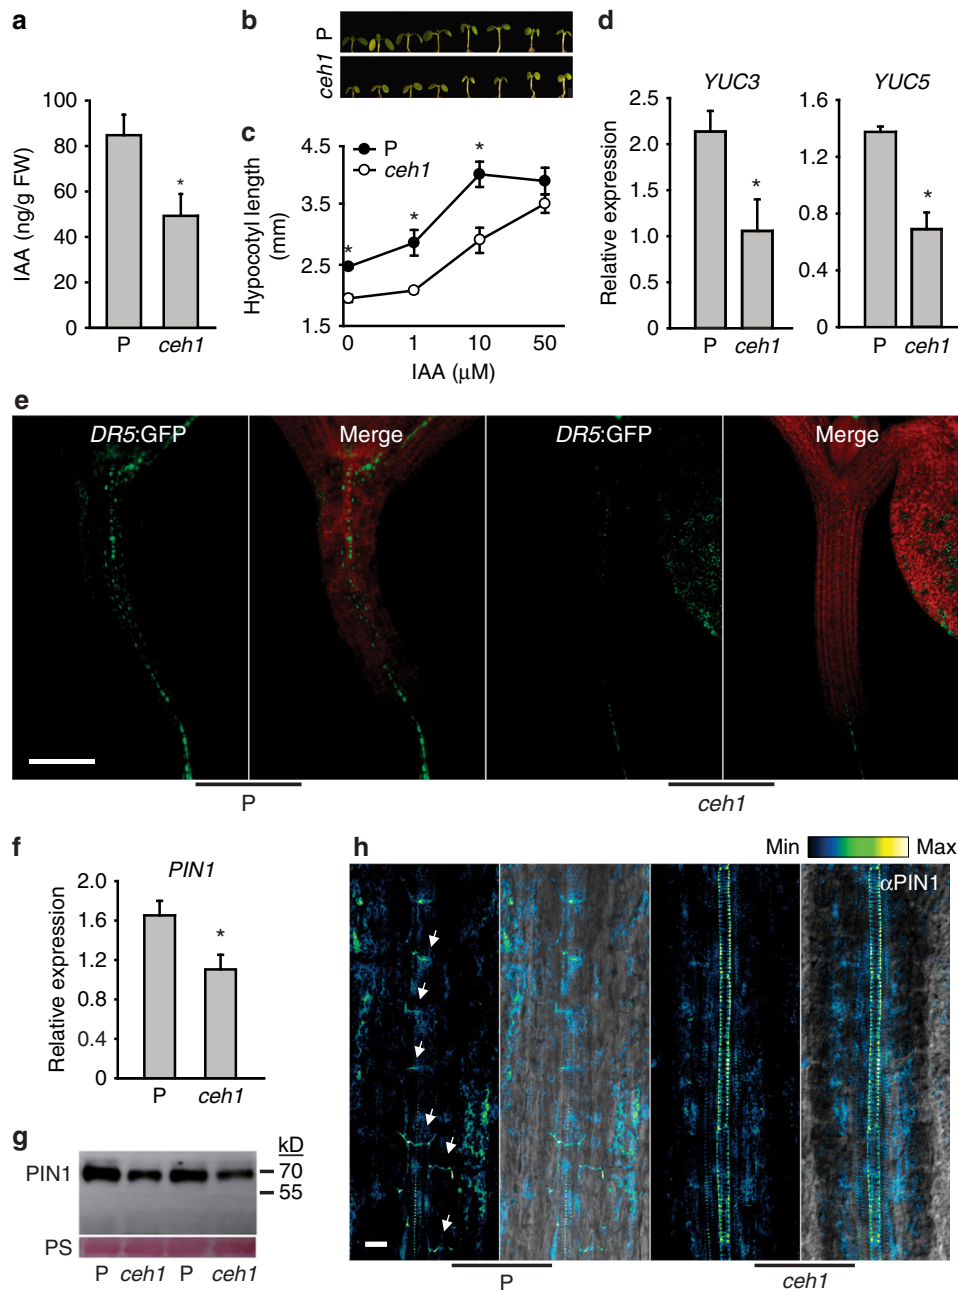 a
IAA (ng/g FW)
100
80
60
40
20
0
*
P
ceh1
b
P
ceh1
c
Hypocotyl length
(mm)
4.5
3.5
2.5
1.5
P
ceh1
*
*
*
0
1
10
50
IAA (μM)
d
Relative expression
YUC3
2.5
2.0
1.5
1.0
0.5
0
*
P
ceh1
YUC5
1.6
1.2
0.8
0.4
0
*
P
ceh1
e
DR5:GFP
Merge
DR5:GFP
Merge
P
ceh1
f
PIN1
Relative expression
2.0
1.6
1.2
0.8
0.4
0
*
P
ceh1
g
kD
PIN1
70
55
PS
P
ceh1
P
ceh1
h
Min
Max
αPIN1
P
ceh1